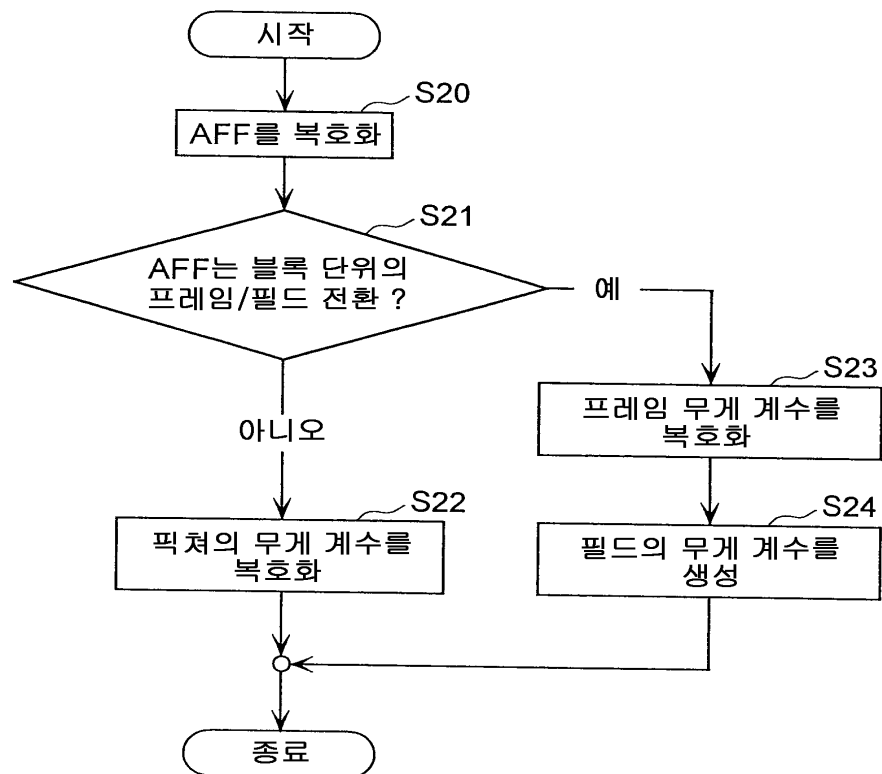 시작
S20
AFF를 복호화
S21
AFF는 블록 단위의
프레임/필드 전환 ?
예
아니오
S23
프레임 무게 계수를
복호화
S22
픽쳐의 무게 계수를
복호화
S24
필드의 무게 계수를
생성
종료